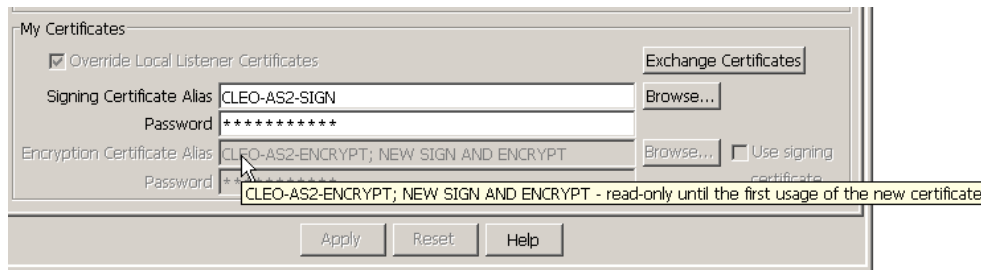 My Certificates
Override Local Listener Certificates
Exchange Certificates
Signing Certificate Alias CLEO-AS2-SIGN Browse...
Password ***********
Encryption Certificate Alias CLEO-AS2-ENCRYPT; NEW SIGN AND ENCRYPT Browse... Use signing
certificate
Password **
CLEO-AS2-ENCRYPT; NEW SIGN AND ENCRYPT - read-only until the first usage of the new certificate
Apply Reset Help